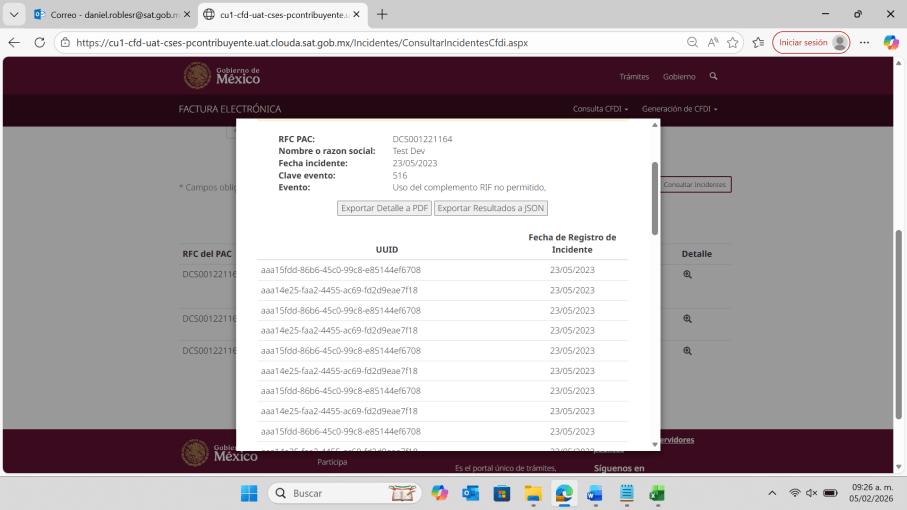 Correo - daniel.roblesr@sat.gob.m
cu1-cfd-uat-cses-pcontribuyente.u
https://cu1-cfd-uat-cses-pcontribuyente.uat.clouda.sat.gob.mx/Incidentes/ConsultarIncidentesCfdi.aspx
Iniciar sesión
Gobierno de
México
Trámites Gobierno
FACTURA ELECTRÓNICA
Consulta CFDI Generación de CFDI
* Campos oblig
Consultar Incidentes
RFC PAC: DCS001221164
Nombre o razon social: Test Dev
Fecha incidente: 23/05/2023
Clave evento: 516
Evento: Uso del complemento RIF no permitido,
Exportar Detalle a PDF Exportar Resultados a JSON
UUID Fecha de Registro de Incidente
RFC del PAC Detalle
DCS00122116
DCS00122116
DCS00122116
aaa15fdd-86b6-45c0-99c8-e85144ef6708 23/05/2023
aaa14e25-faa2-4455-ac69-fd2d9eae7f18 23/05/2023
aaa15fdd-86b6-45c0-99c8-e85144ef6708 23/05/2023
aaa14e25-faa2-4455-ac69-fd2d9eae7f18 23/05/2023
aaa15fdd-86b6-45c0-99c8-e85144ef6708 23/05/2023
aaa14e25-faa2-4455-ac69-fd2d9eae7f18 23/05/2023
aaa15fdd-86b6-45c0-99c8-e85144ef6708 23/05/2023
aaa14e25-faa2-4455-ac69-fd2d9eae7f18 23/05/2023
aaa15fdd-86b6-45c0-99c8-e85144ef6708 23/05/2023
México
Participa
Es el portal único de trámites,
ervidores
Síguenos en
Buscar
09:26 a. m.
05/02/2026